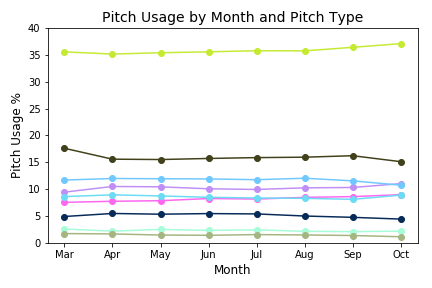 Pitch Usage by Month and Pitch Type
40
35
30
25
20
15
10
5
0
Pitch Usage %
Mar Apr May Jun Jul Aug Sep Oct
Month